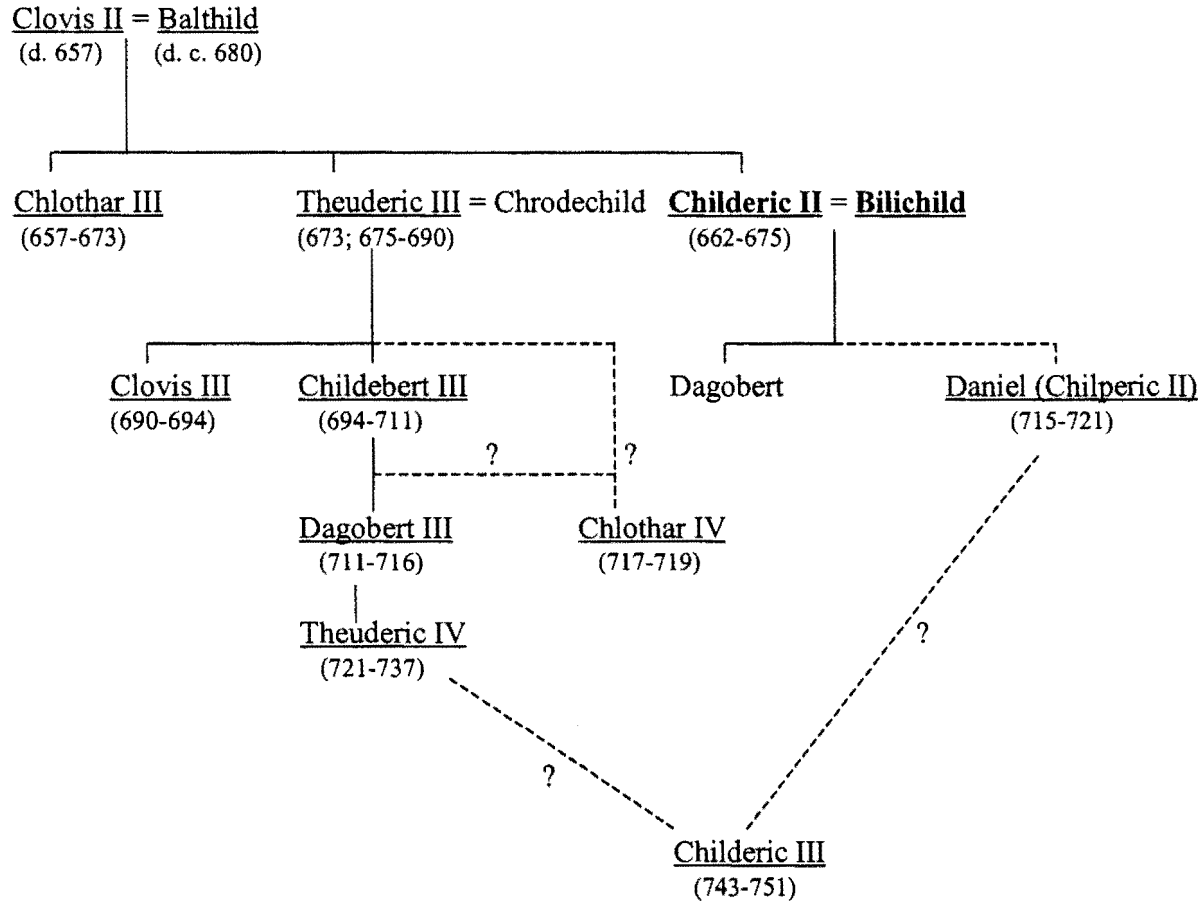 Clovis II = Balthild
(d. 657) (d. c. 680)
Chlothar III Theuderic III = Chrodechild Childeric II = Bilichild
(657-673) (673; 675-690) (662-675)
Clovis III Childebert III Dagobert Daniel (Chilperic II)
(690-694) (694-711) (715-721)
? ?
Dagobert III Chlothar IV
(711-716) (717-719)
Theuderic IV ?
(721-737)
?
Childeric III
(743-751)